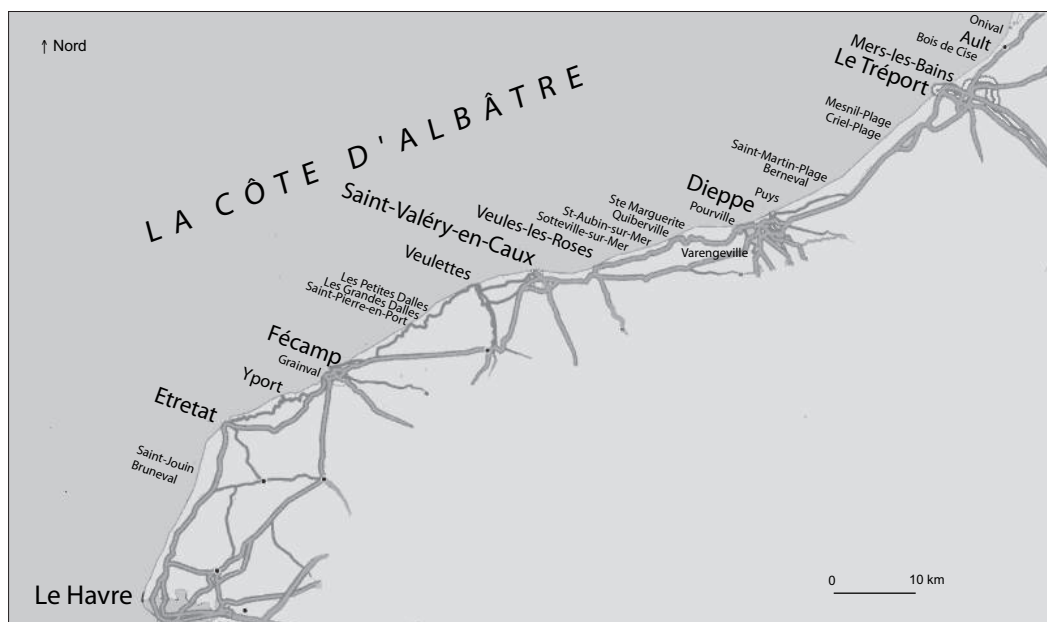 ↑ Nord
Onival
Ault
Bois de Cise
Mers-les-Bains
Le Tréport
LA CÔTE D'ALBÂTRE
Mesnil-Plage
Criel-Plage
Saint-Martin-Plage
Berneval
Puys
Dieppe
Pourville
Varengeville
Ste Marguerite
Quiberville
St-Aubin-sur-Mer
Sotteville-sur-Mer
Veules-les-Roses
Saint-Valéry-en-Caux
Veulettes
Les Petites Dalles
Les Grandes Dalles
Saint-Pierre-en-Port
Fécamp
Grainval
Yport
Etretat
Saint-Jouin
Bruneval
Le Havre
0 10 km